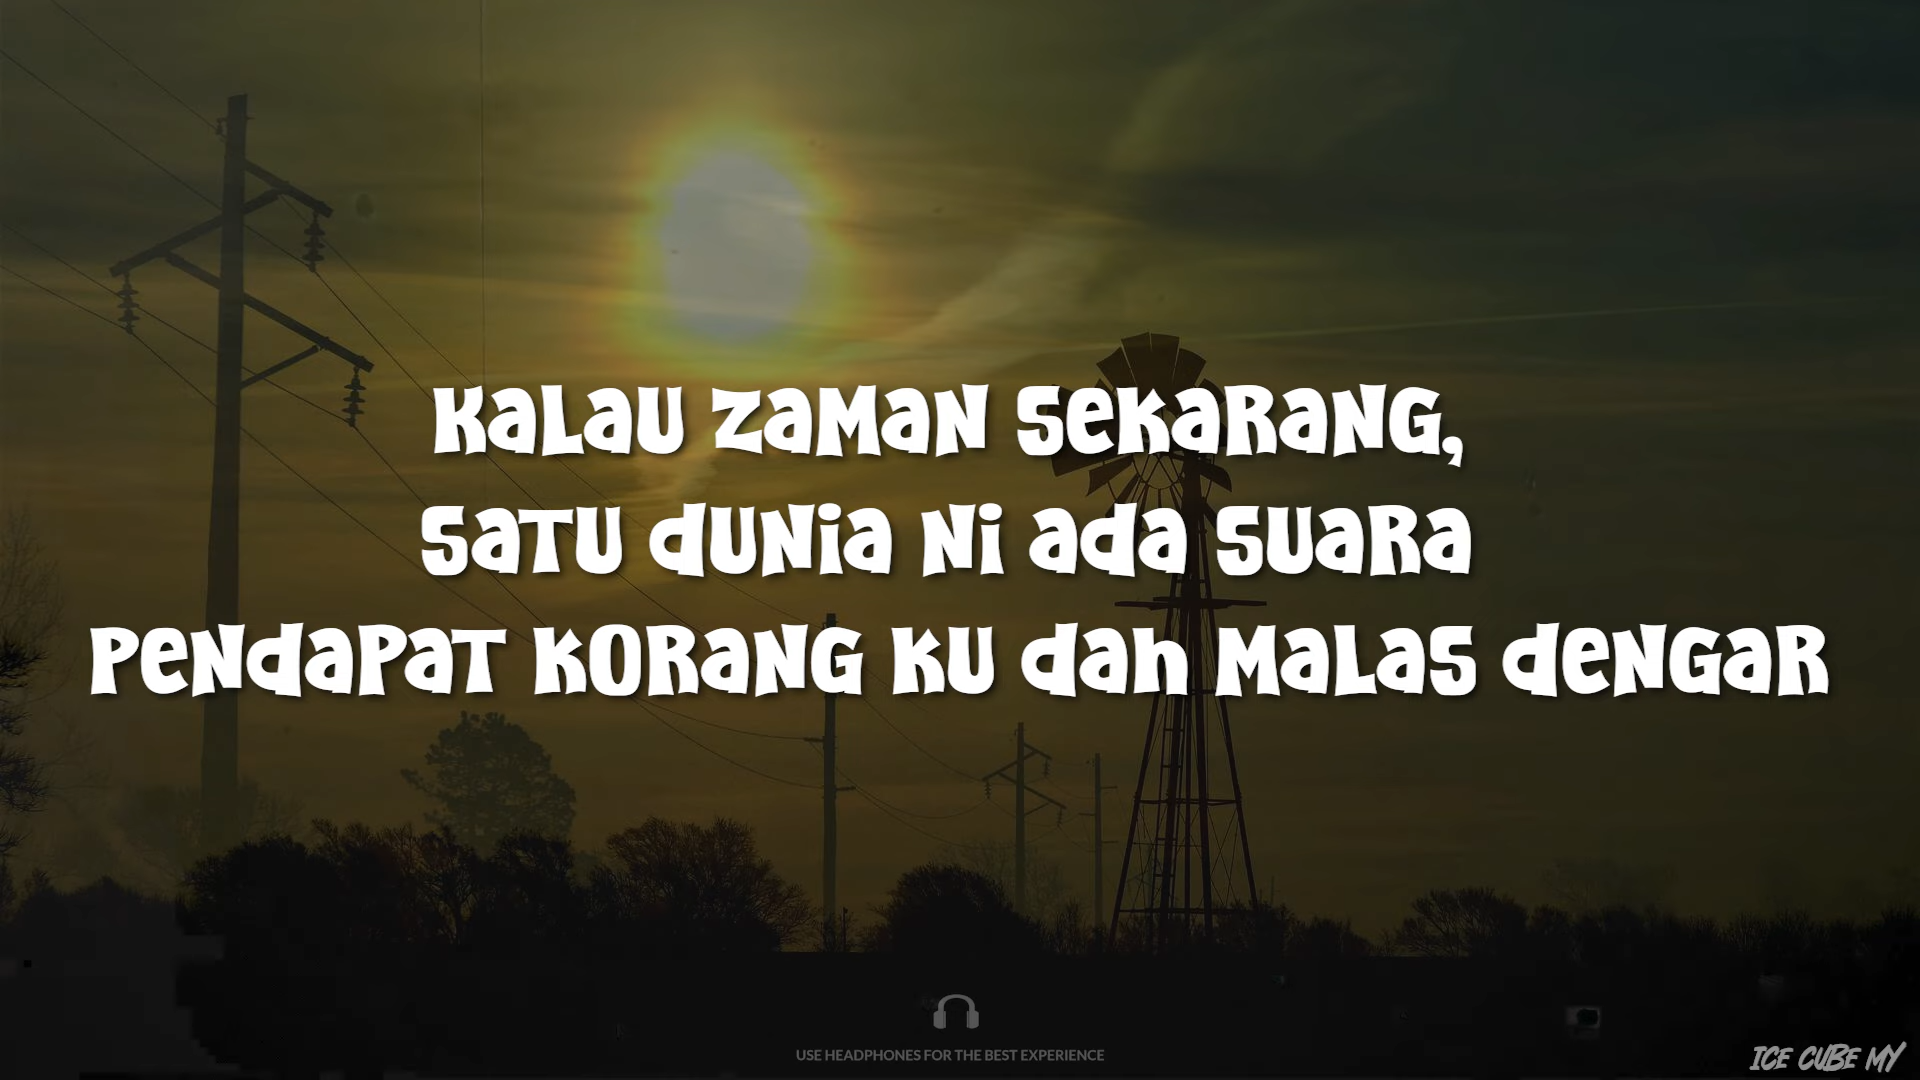 Kalau zaman sekarang,
satu dunia ni ada suara
pendapat korang ku dah malas dengar
USE HEADPHONES FOR THE BEST EXPERIENCE
ICE CUBE MY